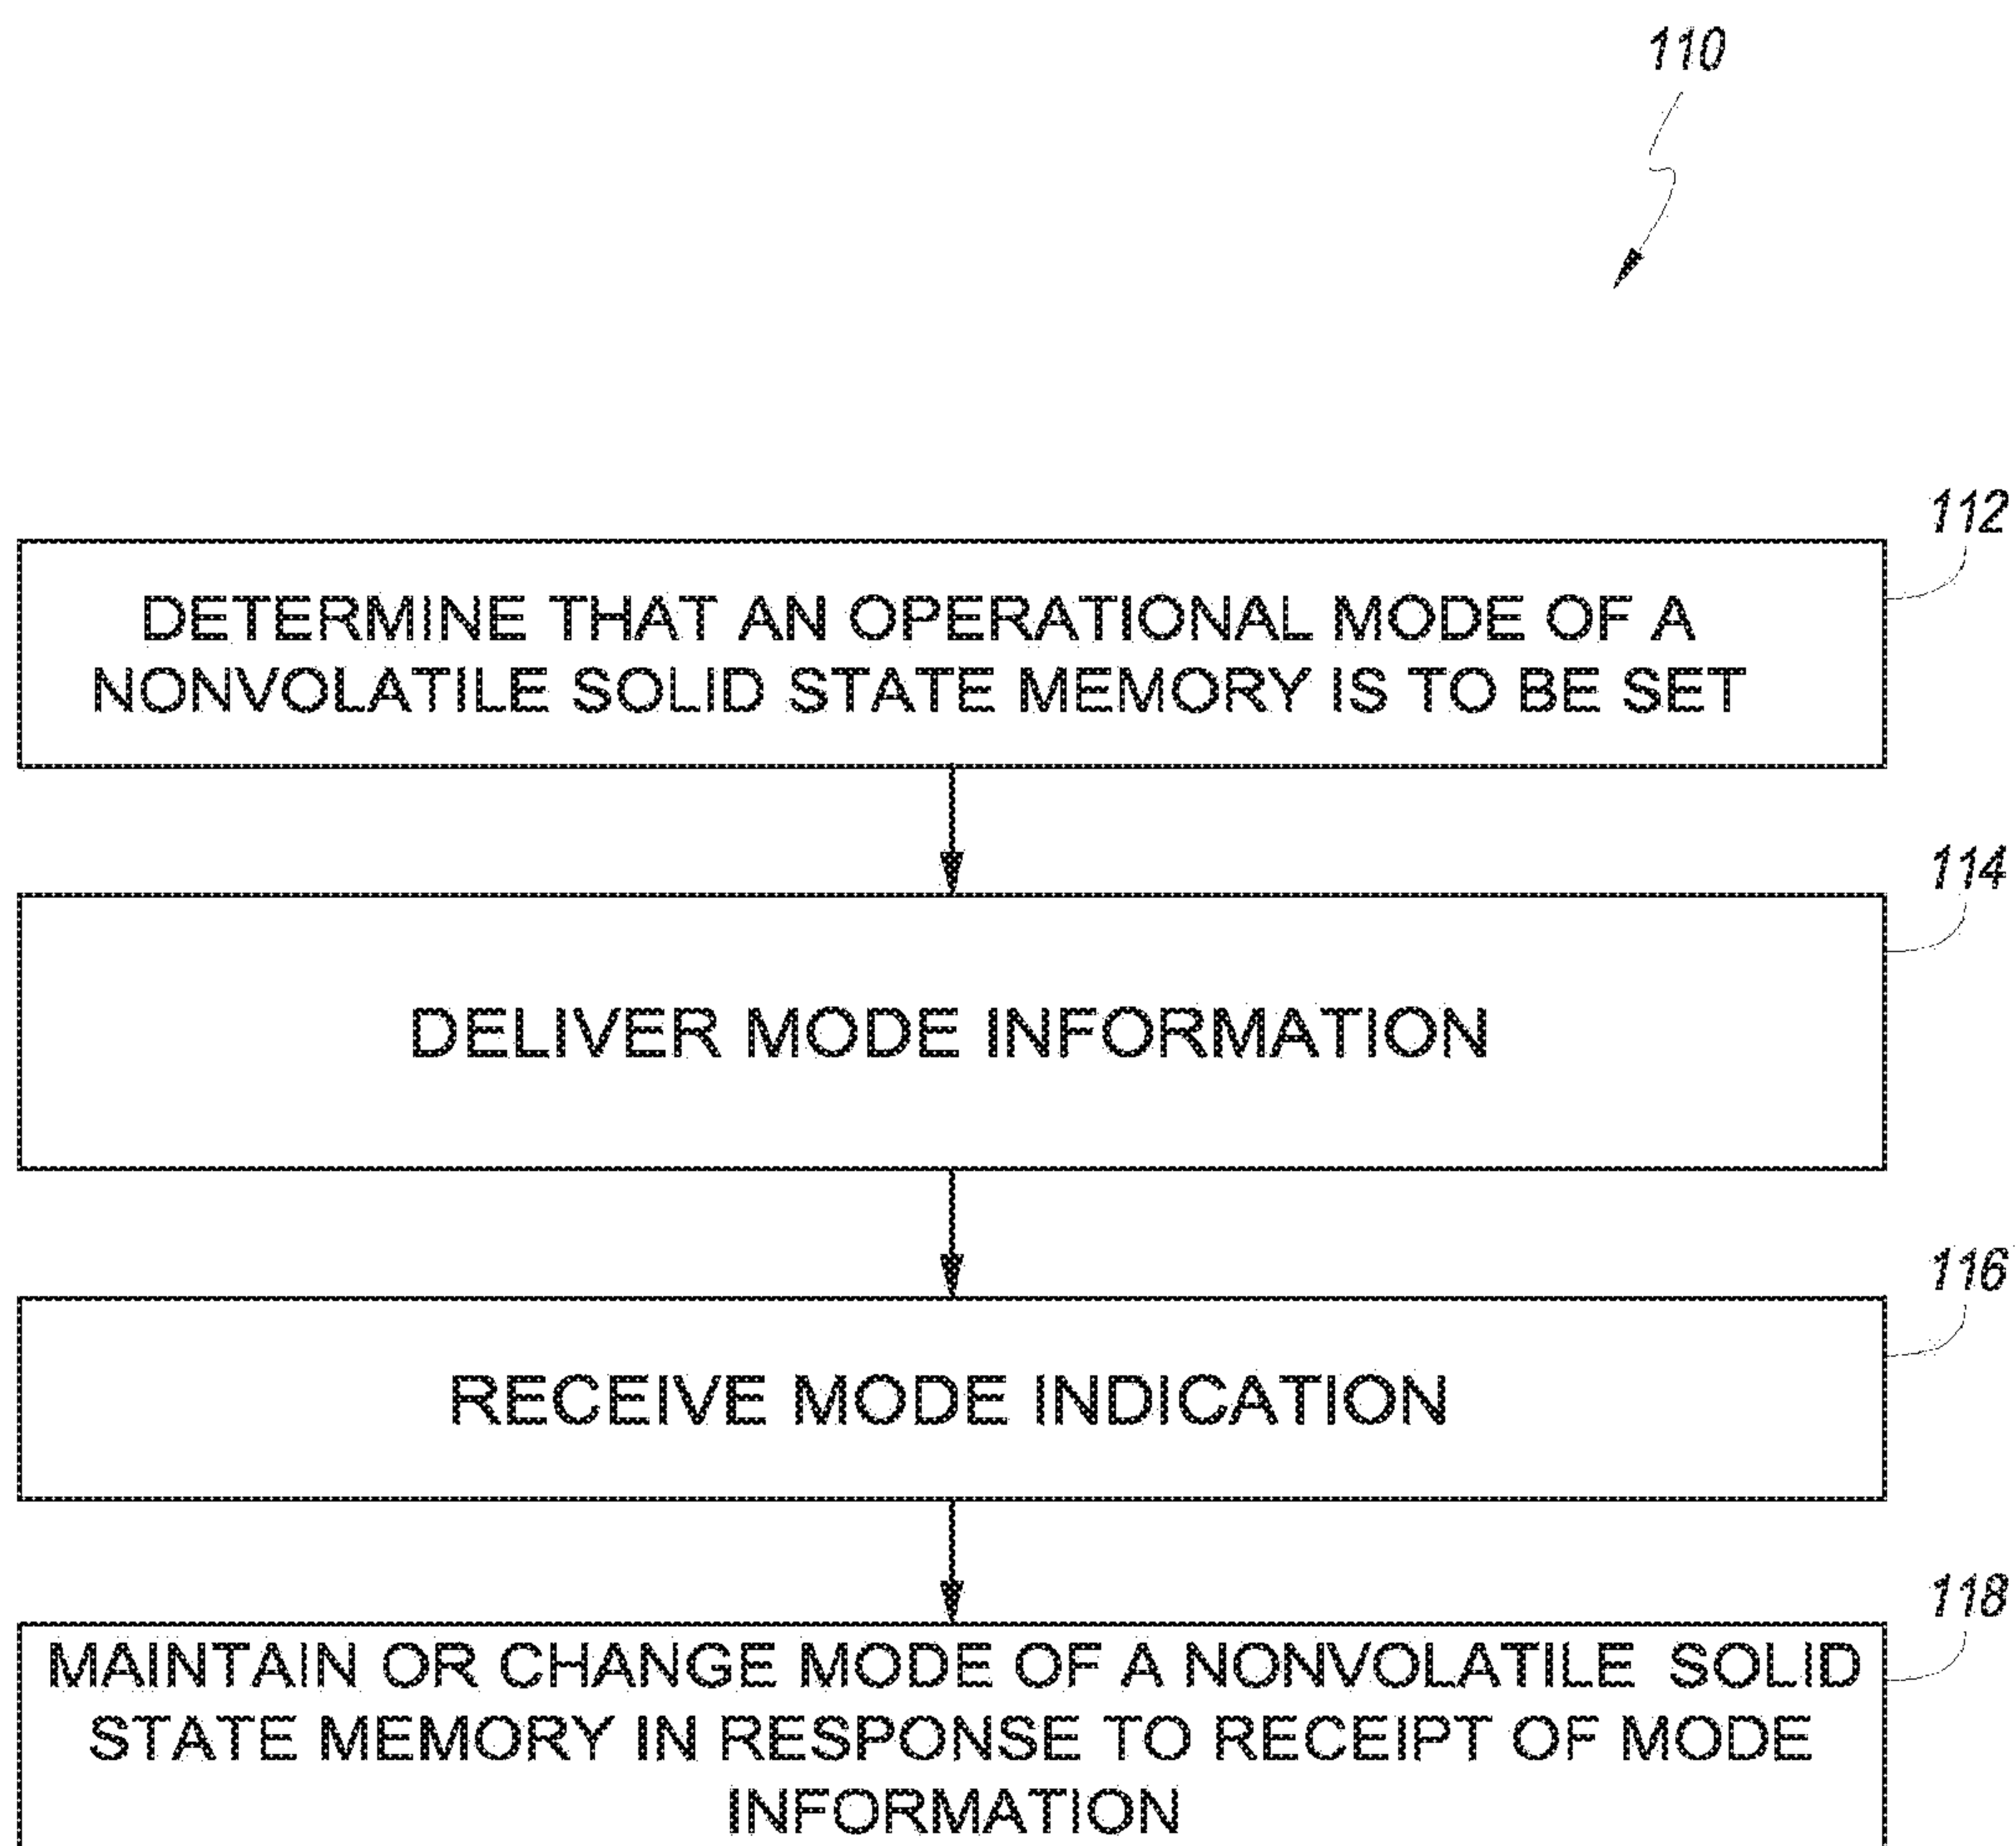 110
112
DETERMINE THAT AN OPERATIONAL MODE OF A
NONVOLATILE SOLID STATE MEMORY IS TO BE SET
114
DELIVER MODE INFORMATION
116
RECEIVE MODE INDICATION
118
MAINTAIN OR CHANGE MODE OF A NONVOLATILE SOLID
STATE MEMORY IN RESPONSE TO RECEIPT OF MODE
INFORMATION